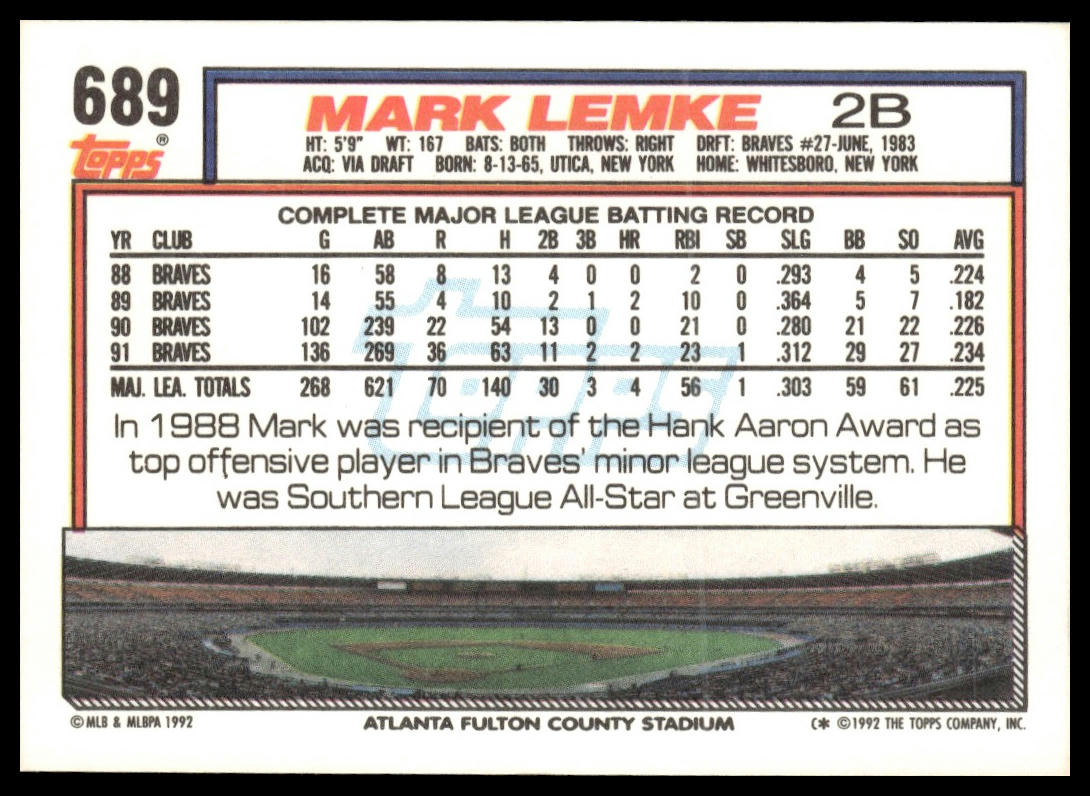 689
topps®
MARK LEMKE 2B
HT: 5'9" WT: 167 BATS: BOTH THROWS: RIGHT DRFT: BRAVES #27-JUNE, 1983
ACQ: VIA DRAFT BORN: 8-13-65, UTICA, NEW YORK HOME: WHITESBORO, NEW YORK
COMPLETE MAJOR LEAGUE BATTING RECORD
YR CLUB G AB R H 2B 3B HR RBI SB SLG BB SO AVG
88 BRAVES 16 58 8 13 4 0 0 2 0 .293 4 5 .224
89 BRAVES 14 55 4 10 2 1 2 10 0 .364 5 7 .182
90 BRAVES 102 239 22 54 13 0 0 21 0 .280 21 22 .226
91 BRAVES 136 269 36 63 11 2 2 23 1 .312 29 27 .234
MAJ. LEA. TOTALS 268 621 70 140 30 3 4 56 1 .303 59 61 .225
topps
In 1988 Mark was recipient of the Hank Aaron Award as
top offensive player in Braves' minor league system. He
was Southern League All-Star at Greenville.
© MLB & MLBPA 1992 ATLANTA FULTON COUNTY STADIUM C* © 1992 THE TOPPS COMPANY, INC.